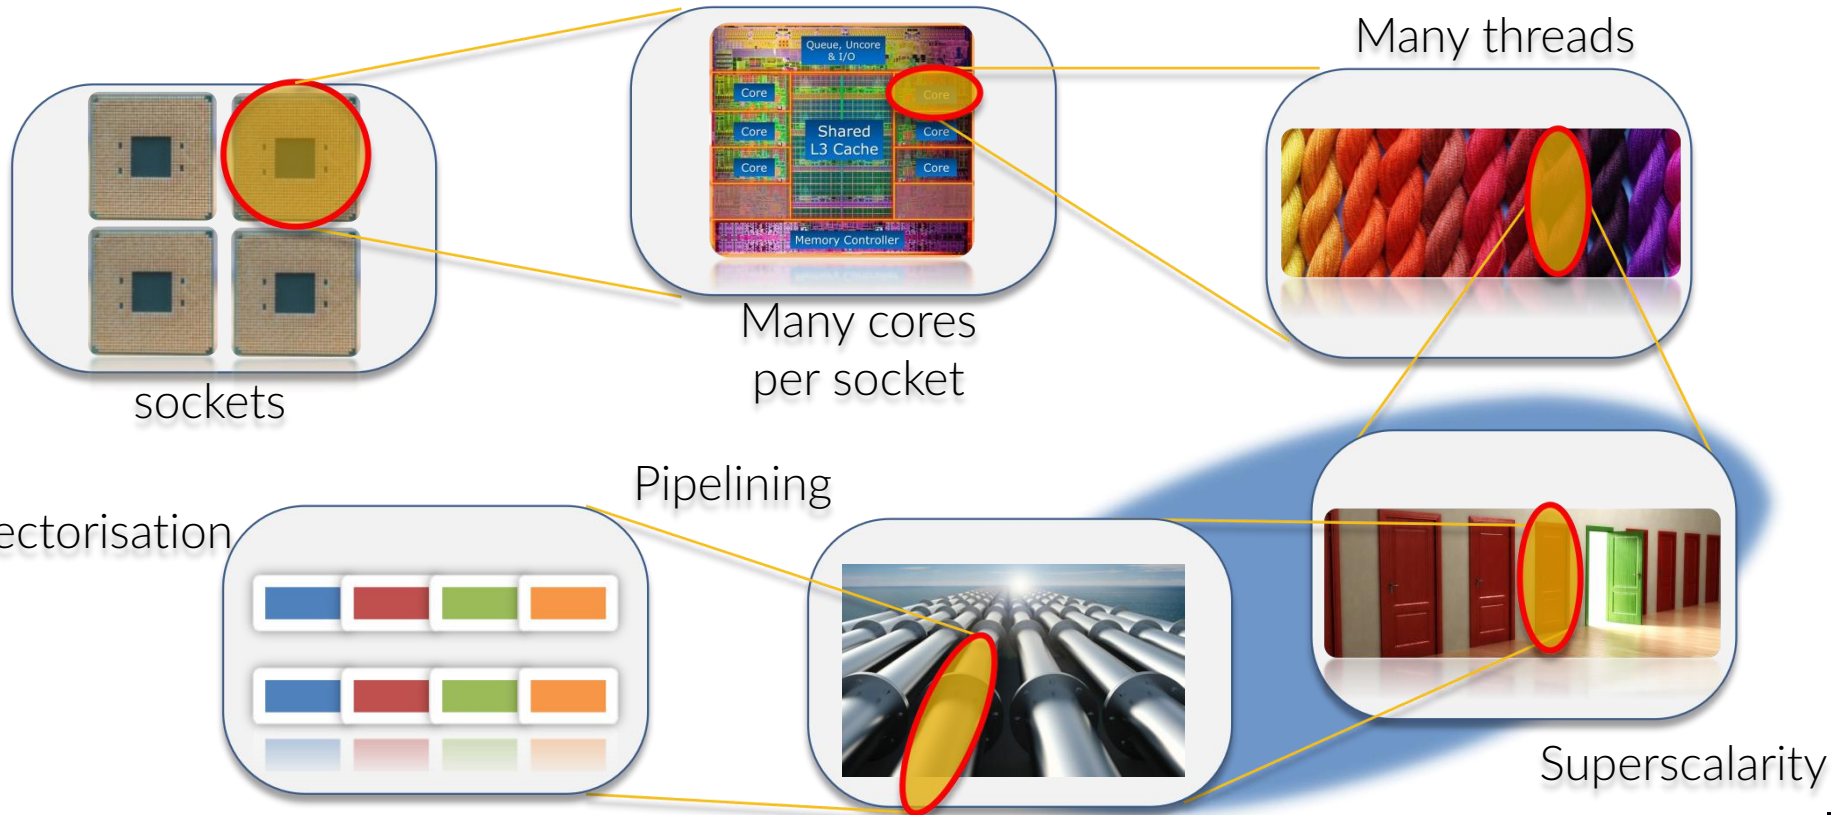 Many threads
Queue, Uncore
& I/O
Core
Core
Core
Core
Core
Core
Shared
L3 Cache
Memory Controller
Many cores
per socket
sockets
Pipelining
ectorisation
Superscalarity